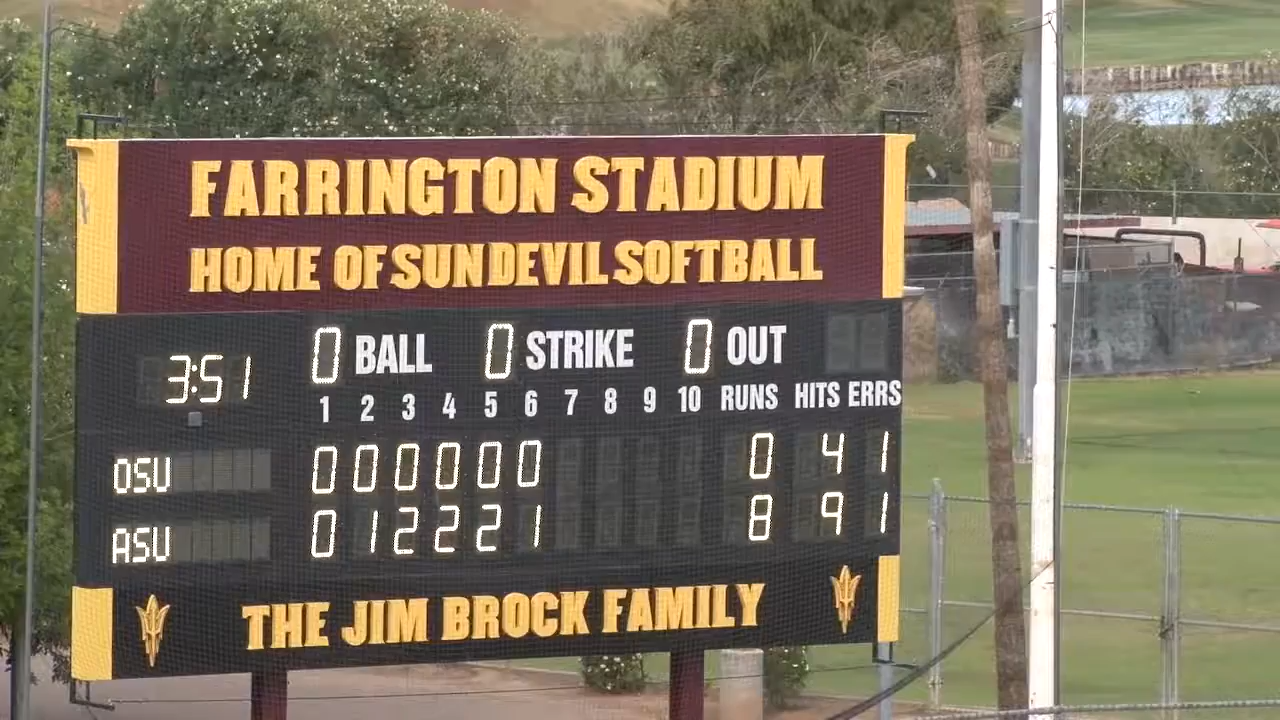 FARRINGTON STADIUM
HOME OF SUN DEVIL SOFTBALL
3:51 0 BALL 0 STRIKE 0 OUT
1 2 3 4 5 6 7 8 9 10 RUNS HITS ERRS
OSU 0 0 0 0 0 0 0 4 1
ASU 0 1 2 2 2 1 8 9 1
THE JIM BROCK FAMILY